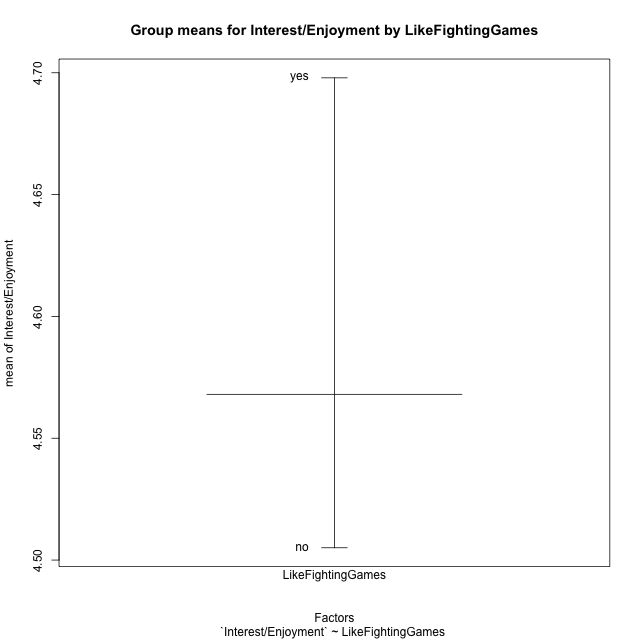 Group means for Interest/Enjoyment by LikeFightingGames
mean of Interest/Enjoyment
4.70
4.65
4.60
4.55
4.50
yes
no
LikeFightingGames
Factors
`Interest/Enjoyment` ~ LikeFightingGames